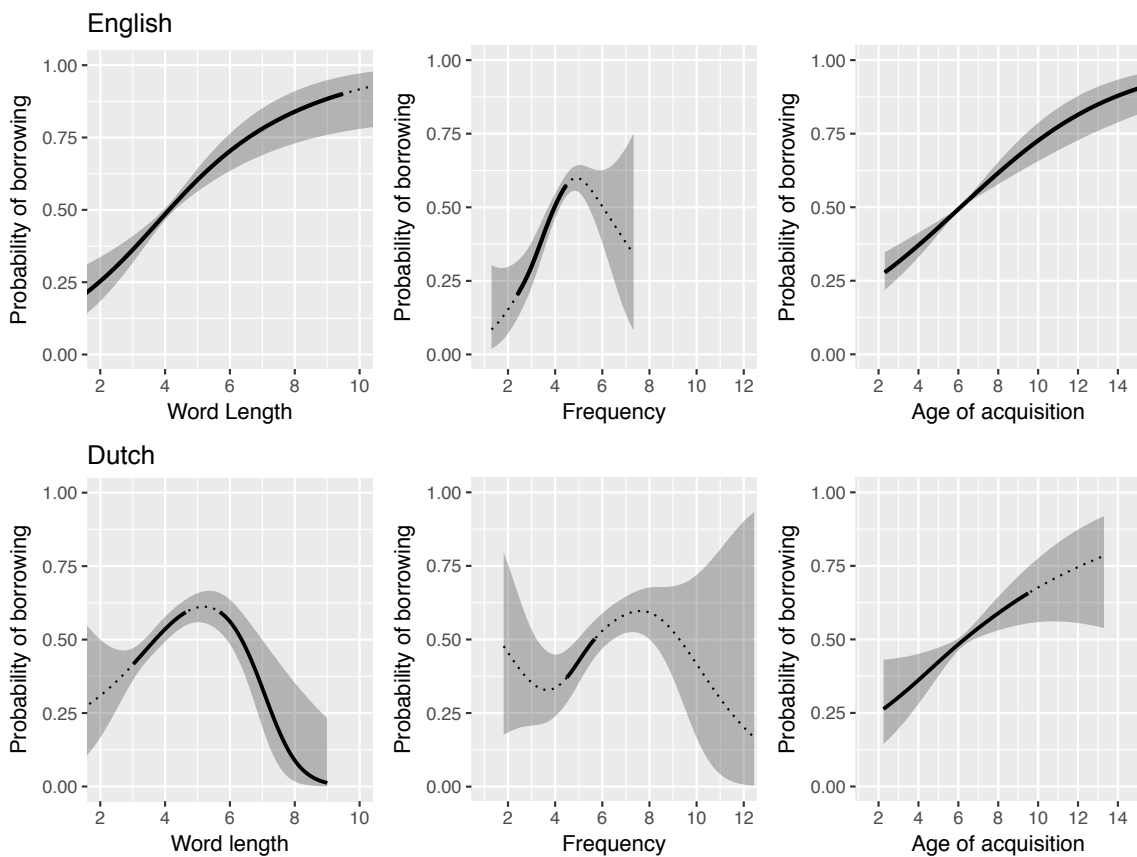 English
Probability of borrowing
1.00
0.75
0.50
0.25
0.00
2 4 6 8 10
Word Length
Probability of borrowing
1.00
0.75
0.50
0.25
0.00
2 4 6 8 10 12
Frequency
Probability of borrowing
1.00
0.75
0.50
0.25
0.00
2 4 6 8 10 12 14
Age of acquisition
Dutch
Probability of borrowing
1.00
0.75
0.50
0.25
0.00
2 4 6 8 10
Word length
Probability of borrowing
1.00
0.75
0.50
0.25
0.00
2 4 6 8 10 12
Frequency
Probability of borrowing
1.00
0.75
0.50
0.25
0.00
2 4 6 8 10 12 14
Age of acquisition